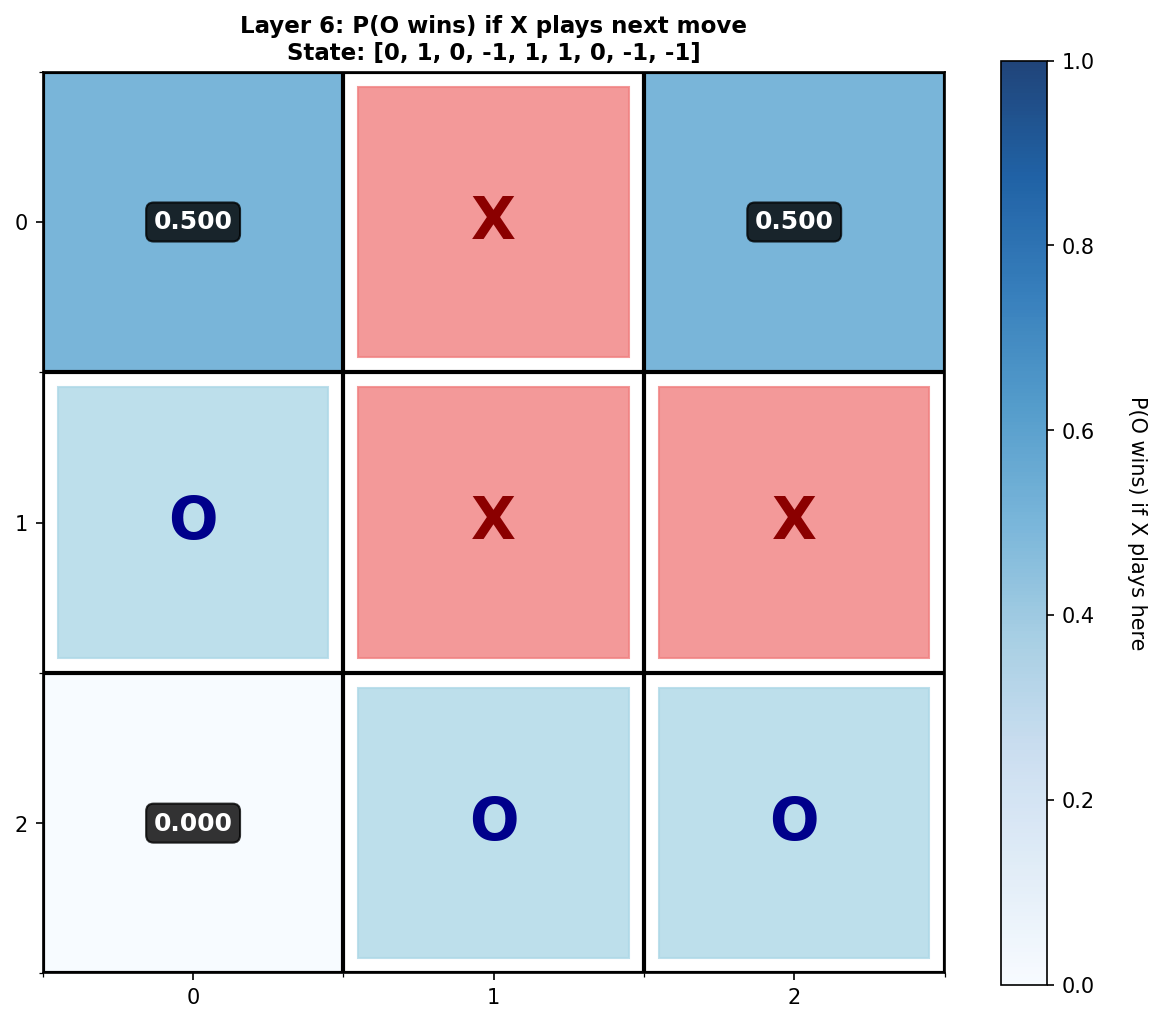 Layer 6: P(O wins) if X plays next move
State: [0, 1, 0, -1, 1, 1, 0, -1, -1]
0.500
X
0.500
0
O
X
X
1
0.000
O
O
2
0
1
2
1.0
0.8
0.6
0.4
0.2
0.0
P(O wins) if X plays here